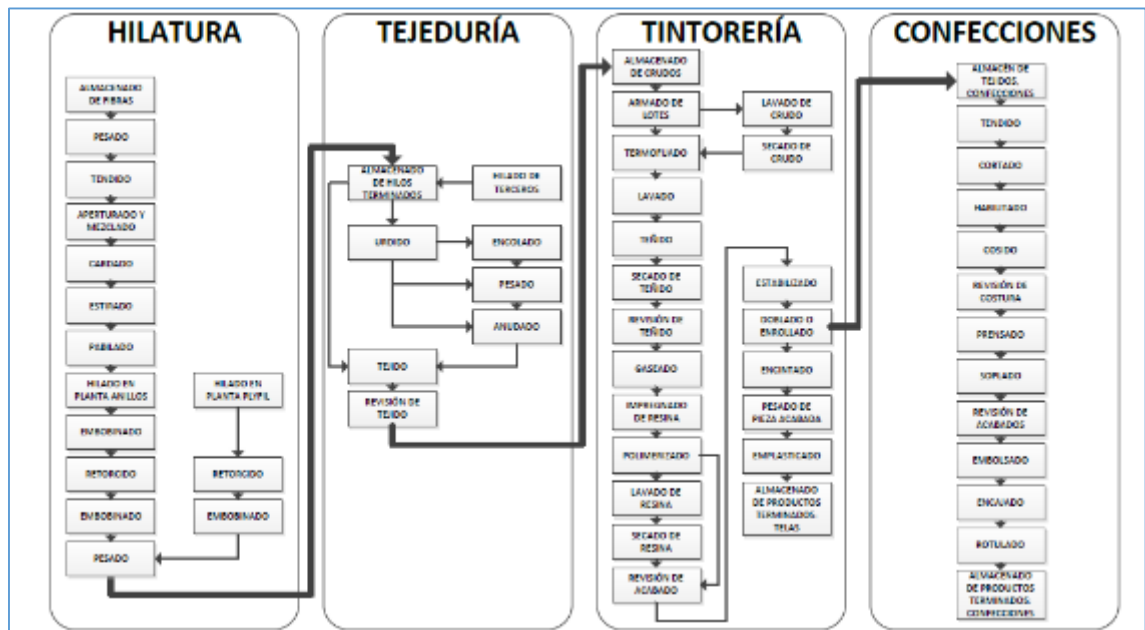 HILATURA
ALMACENADO
DE FIBRAS
PESADO
TENDIDO
APERTURADO Y
MEZCLADO
CARDADO
ESTIRADO
PABILADO
HILADO EN
PLANTA ANILLOS
EMBOBINADO
RETORCIDO
EMBOBINADO
PESADO
HILADO EN
PLANTA PLYFIL
RETORCIDO
EMBOBINADO
TEJEDURÍA
ALMACENADO
DE HILOS
TERMINADOS
HILADO DE
TERCEROS
URDIDO
ENCOLADO
PESADO
ANUDADO
TEJIDO
REVISIÓN DE
TEJIDO
TINTORERÍA
ALMACENADO
DE CRUDOS
ARMADO DE
LOTES
LAVADO DE
CRUDO
SECADO DE
CRUDO
TERMOFIJADO
LAVADO
TEÑIDO
SECADO DE
TEÑIDO
REVISIÓN DE
TEÑIDO
GASEADO
IMPREGNADO
DE RESINA
POLIMERIZADO
LAVADO DE
RESINA
SECADO DE
RESINA
REVISIÓN DE
ACABADO
ESTABILIZADO
DOBLADO O
ENROLLADO
ENCINTADO
PESADO DE
PIEZA ACABADA
EMPLASTICADO
ALMACENADO
DE PRODUCTOS
TERMINADOS.
TELAS
CONFECCIONES
ALMACÉN DE
TEJIDOS.
CONFECCIONES
TENDIDO
CORTADO
HABILITADO
COSIDO
REVISIÓN DE
COSTURA
PRENSADO
SOPLADO
REVISIÓN DE
ACABADOS
EMBOLSADO
ENCAJADO
ROTULADO
ALMACENADO
DE PRODUCTOS
TERMINADOS.
CONFECCIONES